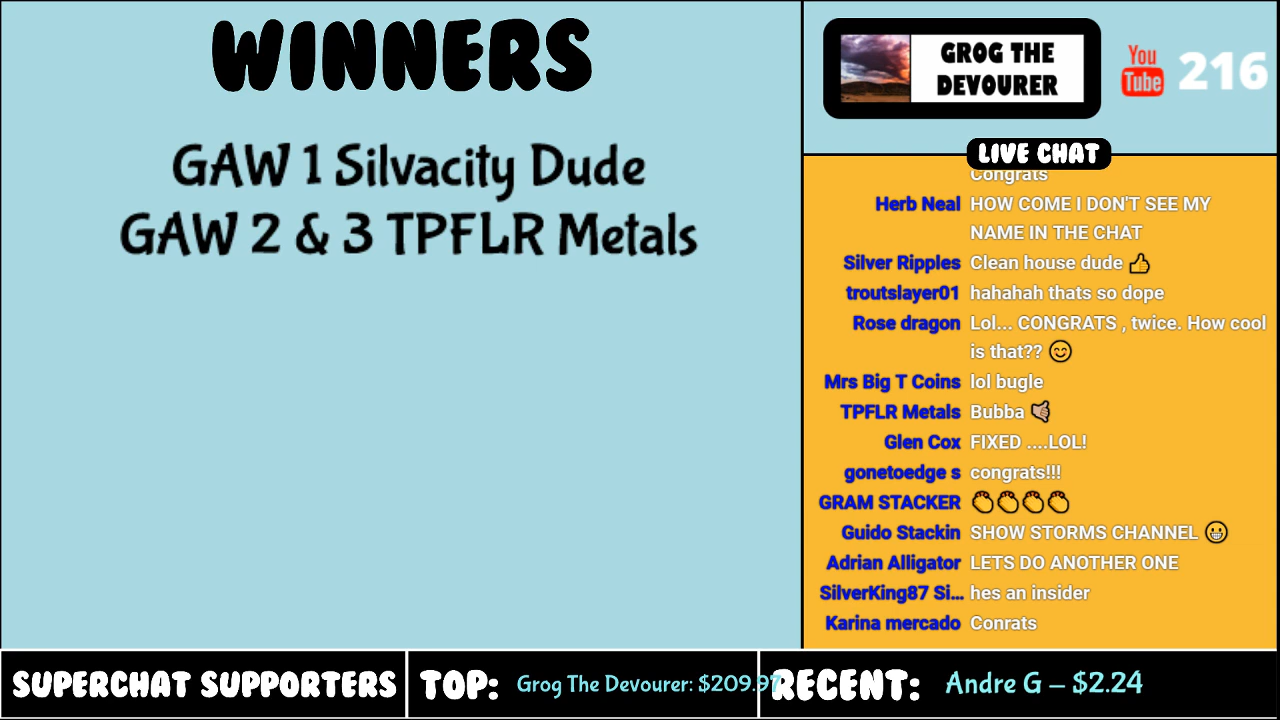 WINNERS
GAW 1 Silvacity Dude
GAW 2 & 3 TPFLR Metals
GROG THE
DEVOURER
You
Tube
216
LIVE CHAT
Congrats
Herb Neal HOW COME I DON'T SEE MY
NAME IN THE CHAT
Silver Ripples Clean house dude 👍
troutslayer01 hahahah thats so dope
Rose dragon Lol... CONGRATS , twice. How cool
is that?? 😊
Mrs Big T Coins lol bugle
TPFLR Metals Bubba 🤙
Glen Cox FIXED ....LOL!
gonetoedge s congrats!!!
GRAM STACKER 👏👏👏👏
Guido Stackin SHOW STORMS CHANNEL 😀
Adrian Alligator LETS DO ANOTHER ONE
SilverKing87 Si... hes an insider
Karina mercado Conrats
SUPERCHAT SUPPORTERS TOP: Grog The Devourer: $209.97 RECENT: Andre G – $2.24